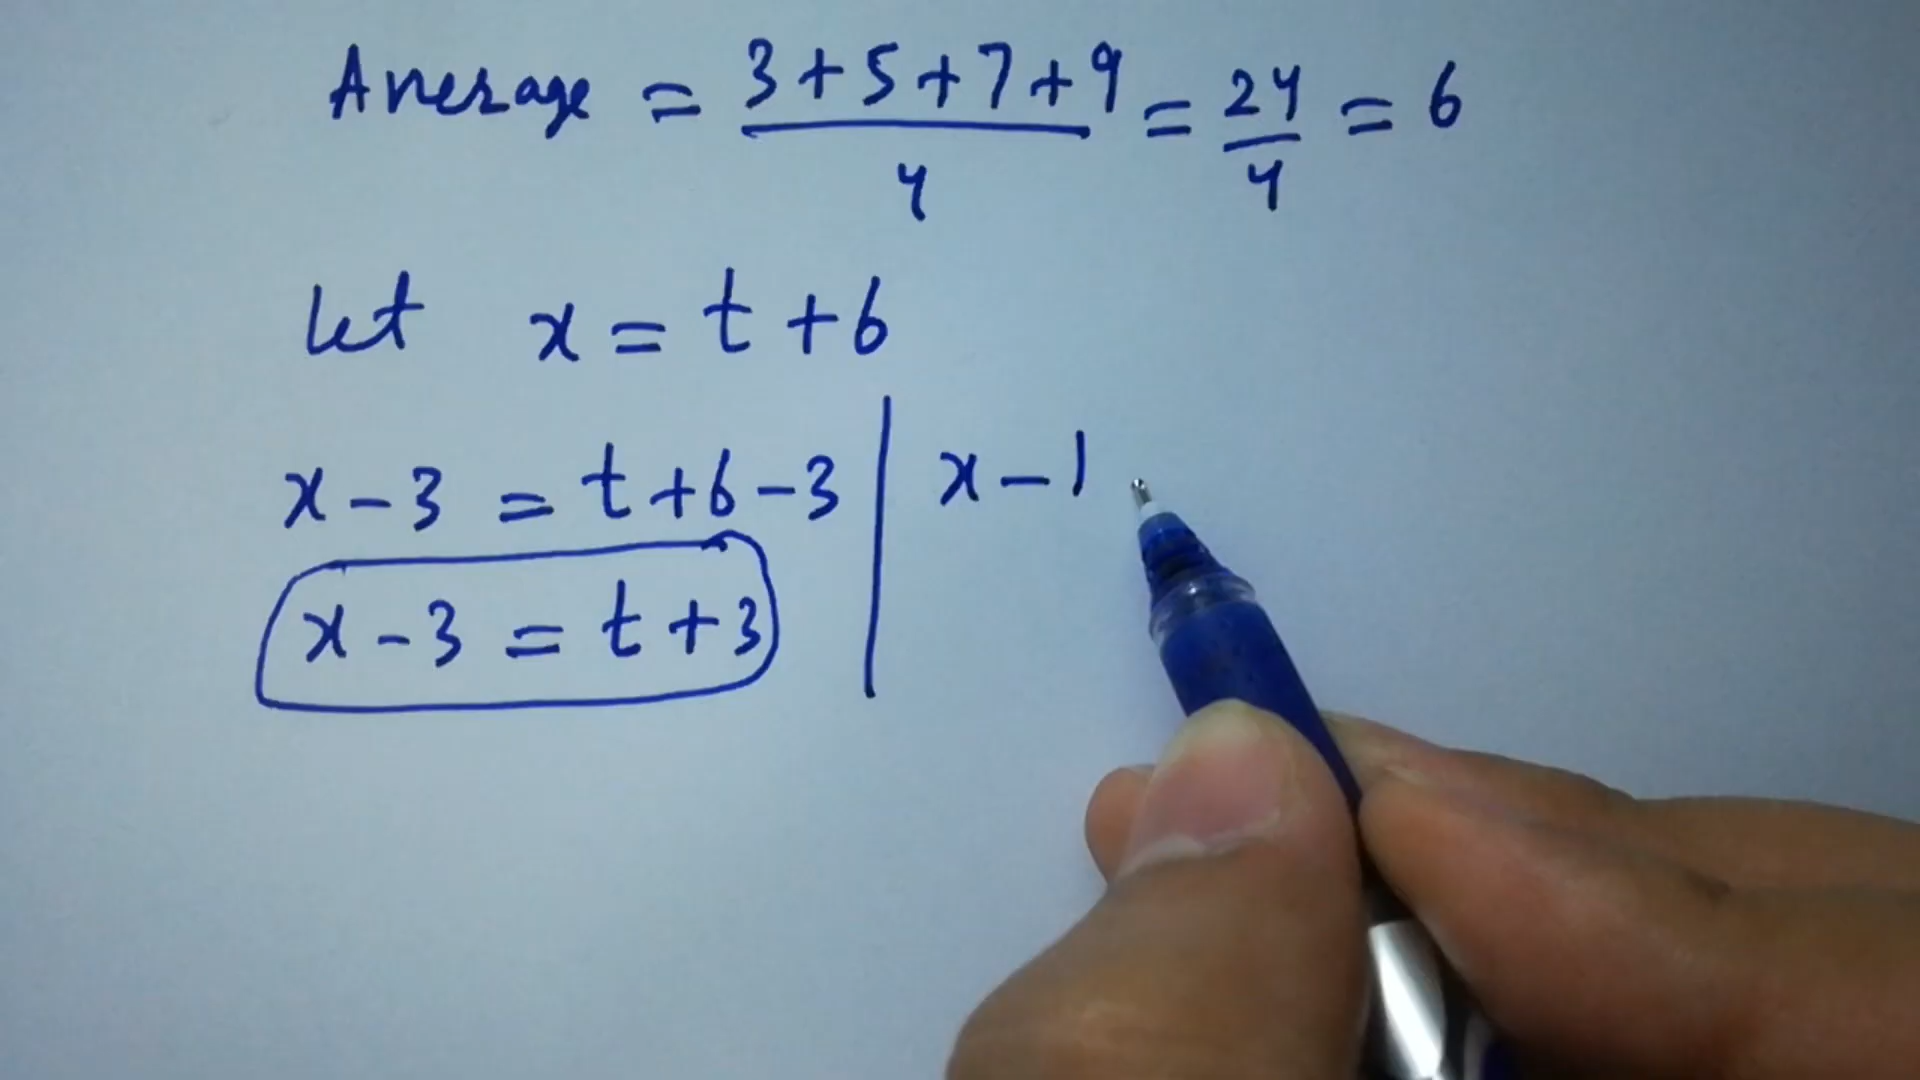 Average = 3+5+7+9/4 = 24/4 = 6
let x = t + 6
x - 3 = t + 6 - 3 | x - 1
x - 3 = t + 3